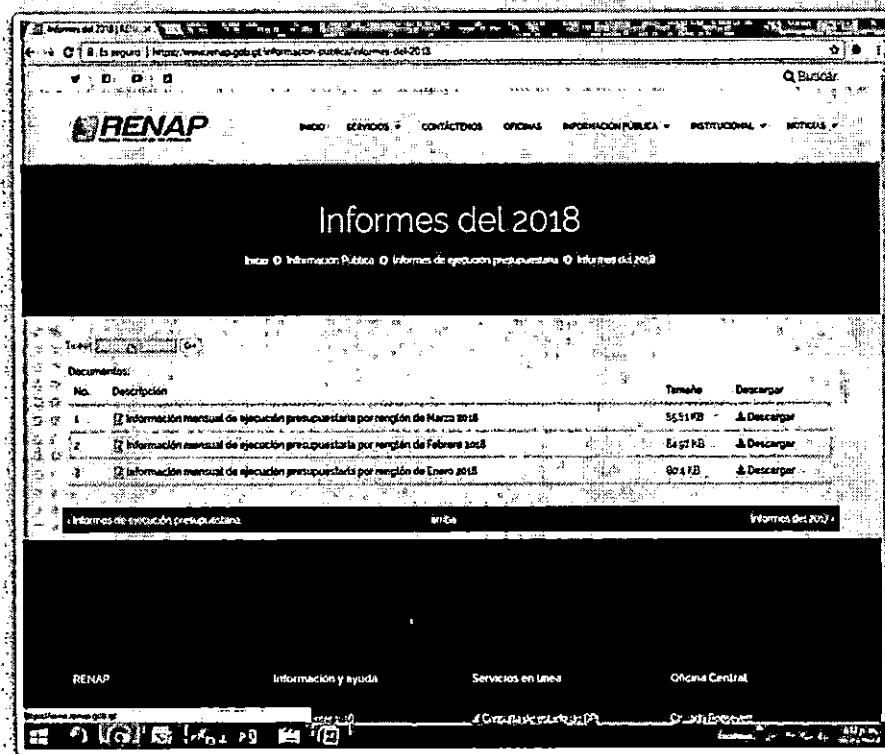 Informes del 2018
Es seguro
Buscar
RENAP
INICIO SERVICIOS CONTÁCTENOS OFICINAS INFORMACIÓN PÚBLICA INSTITUCIONAL NOTICIAS
Informes del 2018
Inicio Información Pública Informes de ejecución presupuestaria Informes del 2018
Documentos:
No. Descripción Tamaño Descargar
1 Información mensual de ejecución presupuestaria por renglón de Marzo 2018 Descargar
2 Información mensual de ejecución presupuestaria por renglón de Febrero 2018 Descargar
3 Información mensual de ejecución presupuestaria por renglón de Enero 2018 Descargar
‹ Informes de ejecución presupuestaria arriba Informes del 2017 ›
RENAP Información y ayuda Servicios en línea Oficina Central